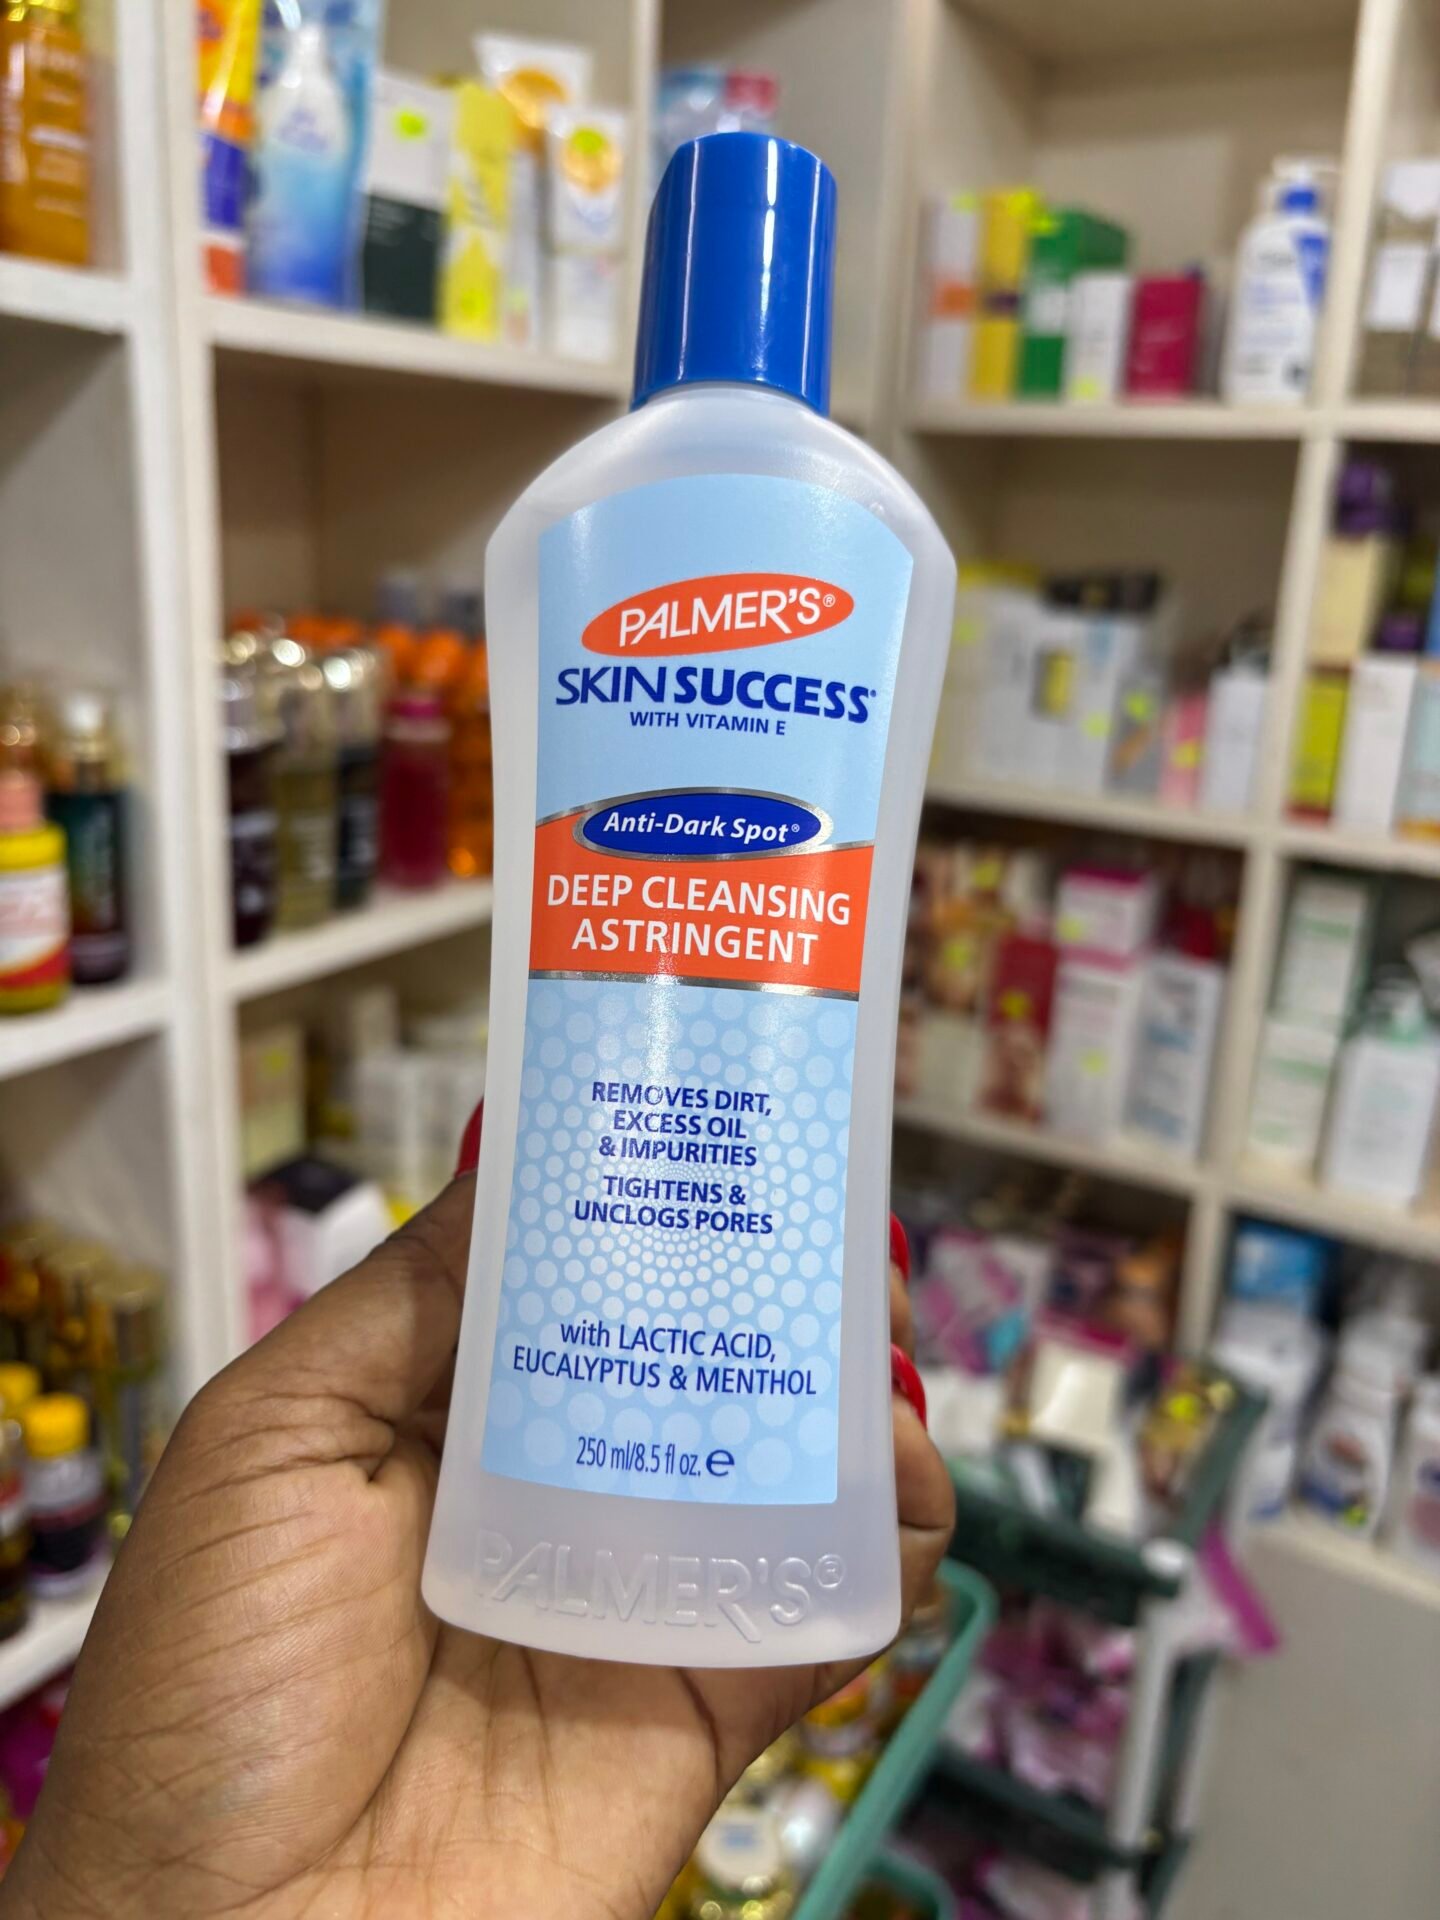 PALMER'S®
SKIN SUCCESS®
WITH VITAMIN E
Anti-Dark Spot®
DEEP CLEANSING
ASTRINGENT
REMOVES DIRT,
EXCESS OIL
& IMPURITIES
TIGHTENS &
UNCLOGS PORES
with LACTIC ACID,
EUCALYPTUS & MENTHOL
250 ml/8.5 fl oz. e
PALMER'S®